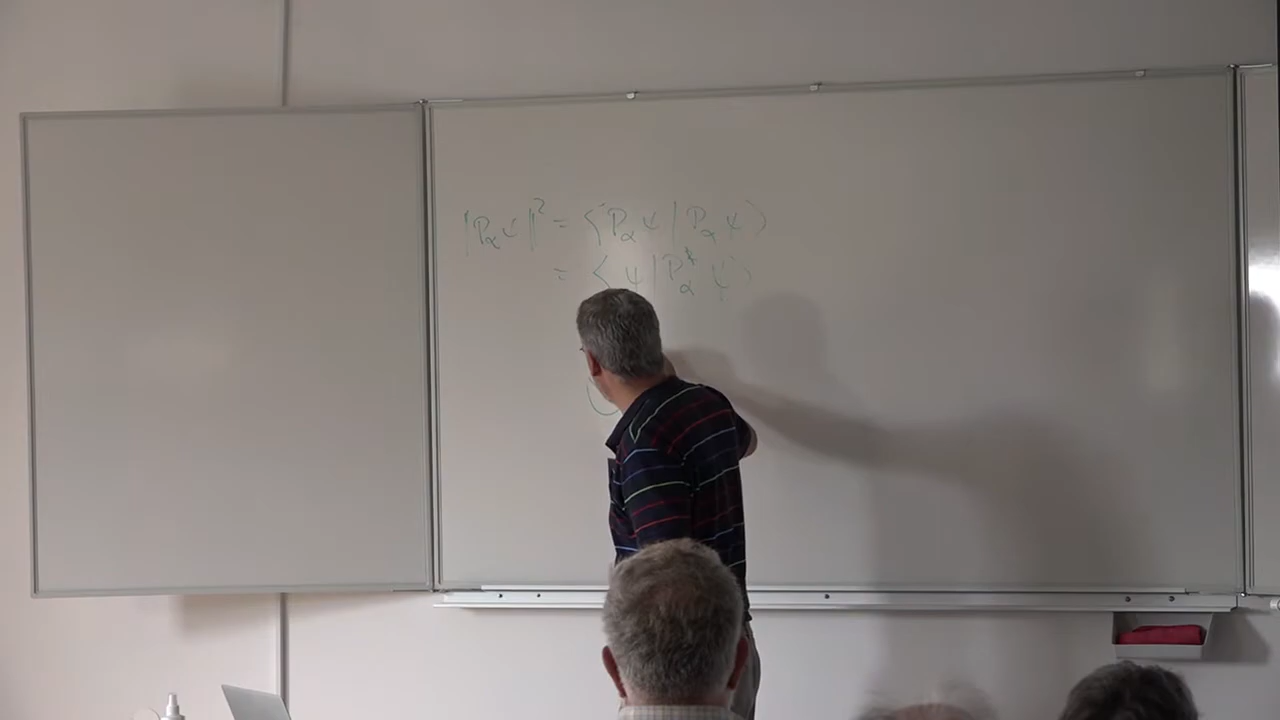 ‖P_α ψ‖² = ⟨P_α ψ | P_α ψ⟩
= ⟨ψ | P_α* ψ⟩